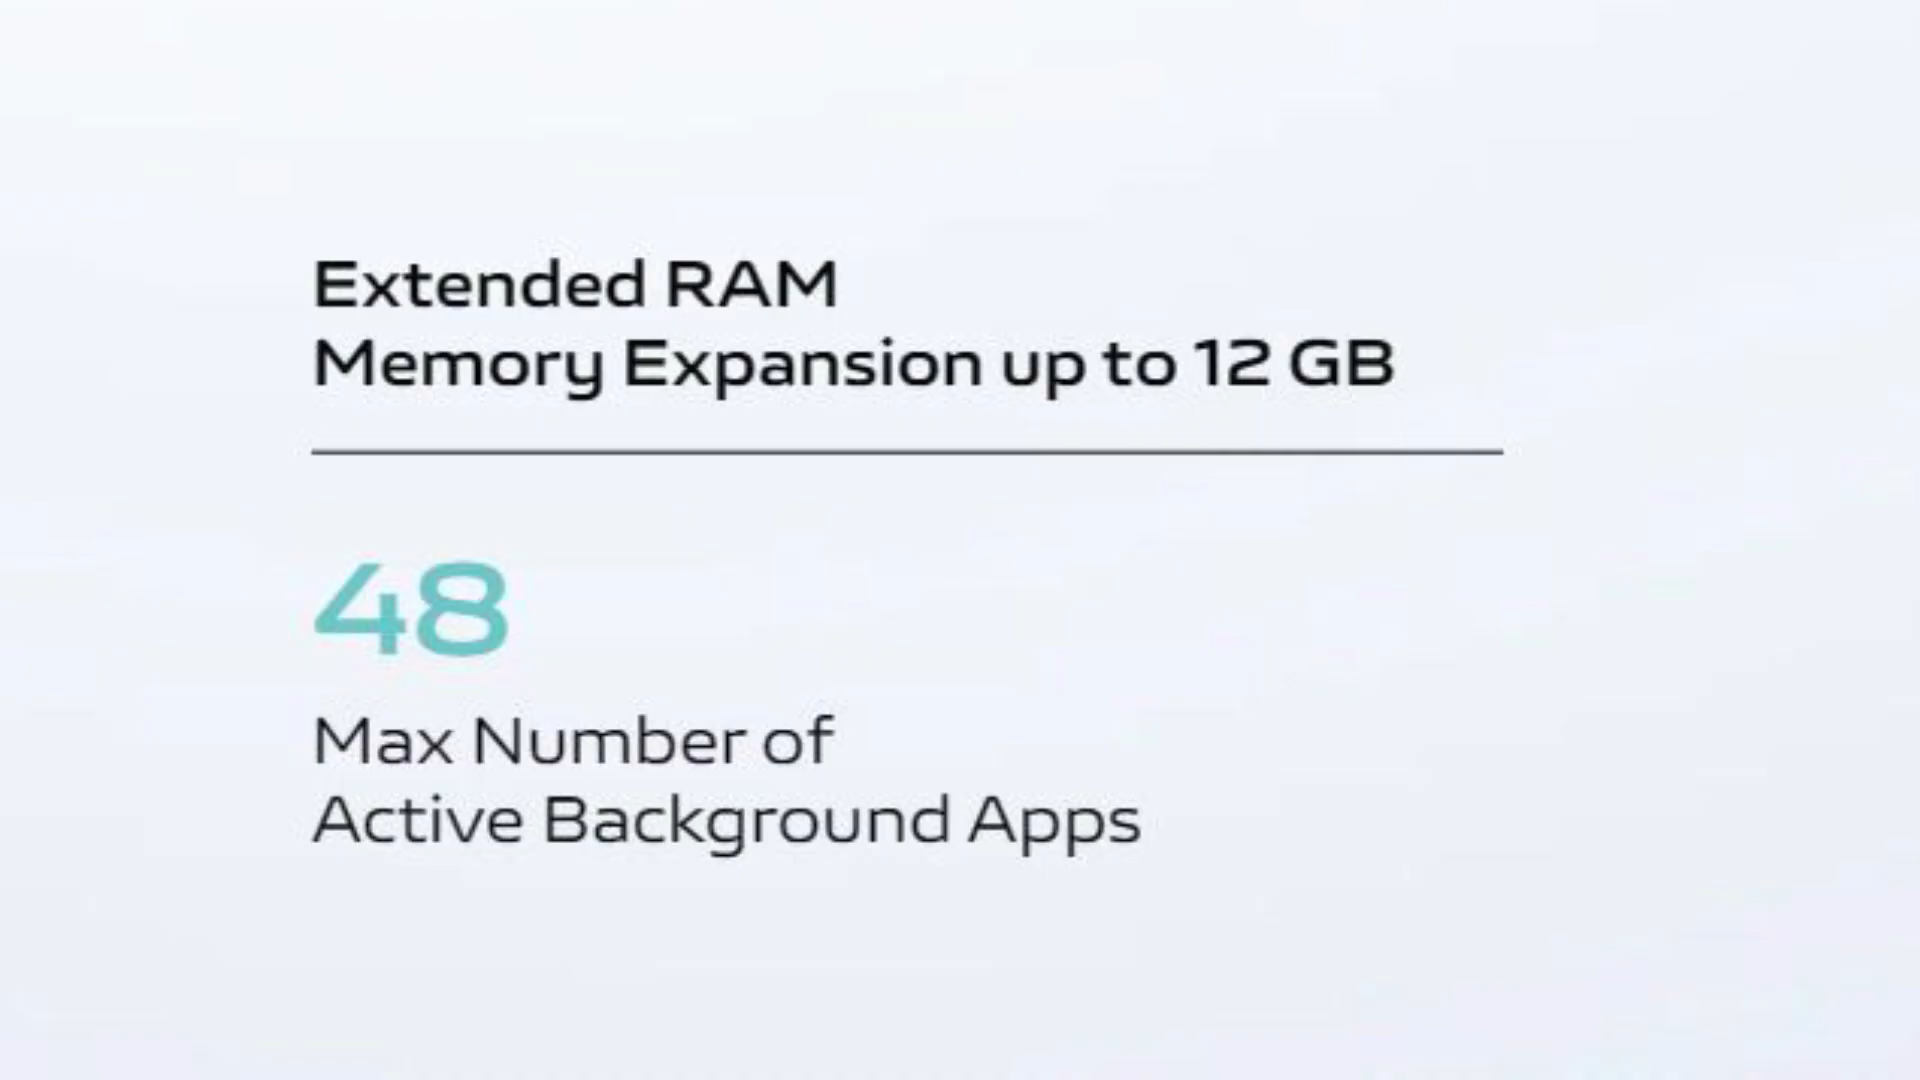 Extended RAM
Memory Expansion up to 12 GB
48
Max Number of
Active Background Apps